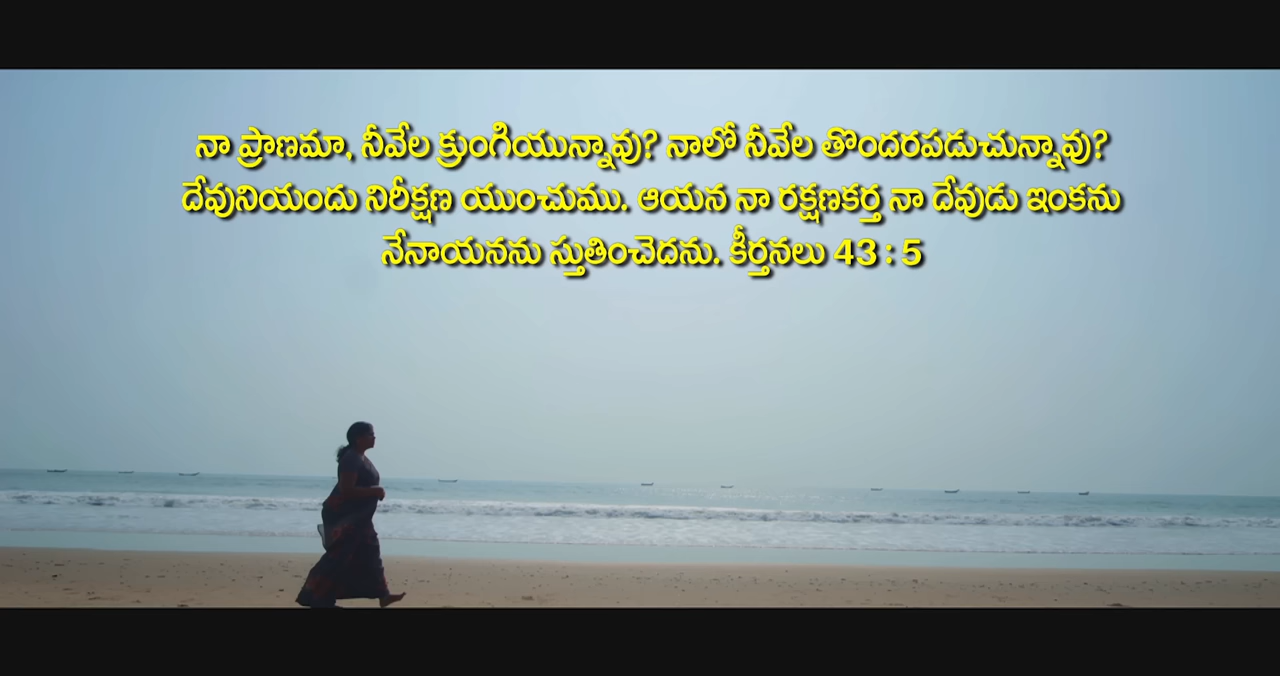 నా ప్రాణమా, నీవేల క్రుంగియున్నావు? నాలో నీవేల తొందరపడుచున్నావు?
దేవునియందు నిరీక్షణ యుంచుము. ఆయన నా రక్షణకర్త నా దేవుడు ఇంకను
నేనాయనను స్తుతించెదను. కీర్తనలు 43 : 5